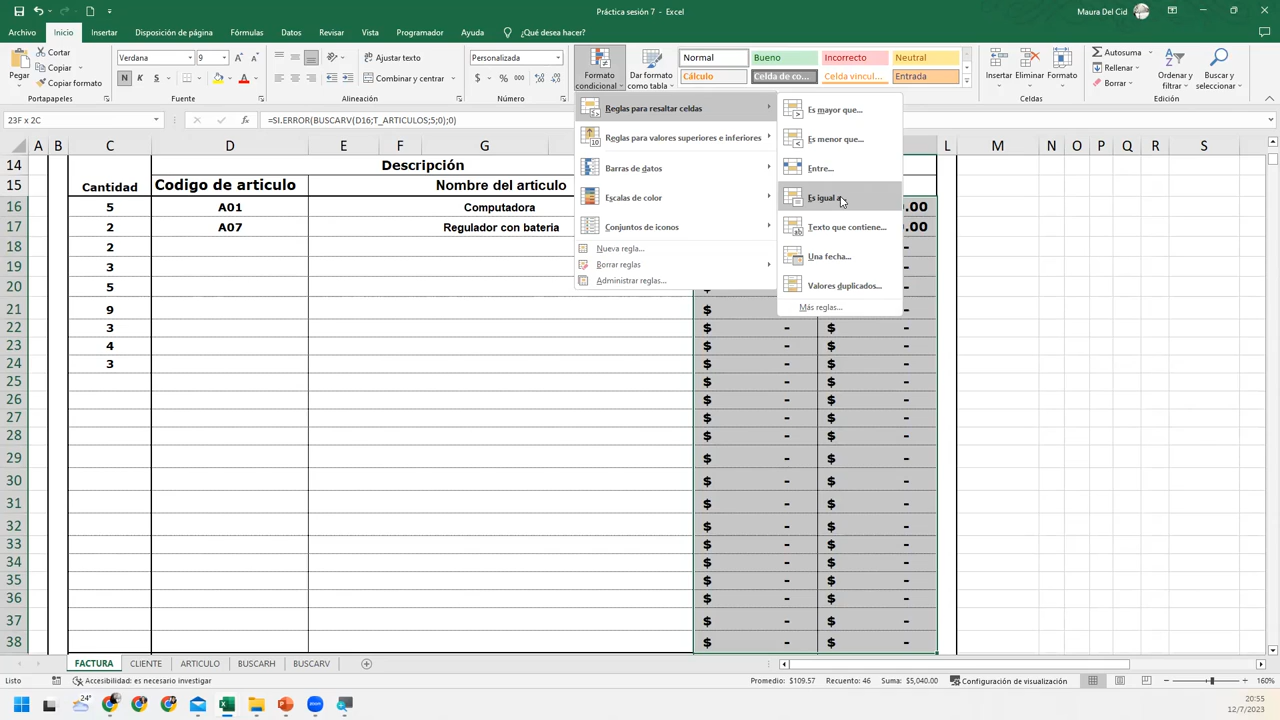 Práctica sesión 7 - Excel
Maura Del Cid
Archivo Inicio Insertar Disposición de página Fórmulas Datos Revisar Vista Programador Ayuda ¿Qué desea hacer?
Pegar
Cortar
Copiar
Copiar formato
Portapapeles
Verdana 9
N K S
Fuente
Ajustar texto
Combinar y centrar
Alineación
Personalizada
$ % 000
Número
Formato condicional
Dar formato como tabla
Normal Bueno Incorrecto Neutral
Cálculo Celda de co... Celda vincul... Entrada
Insertar Eliminar Formato
Celdas
Autosuma
Rellenar
Borrar
Ordenar y filtrar
Buscar y seleccionar
Edición
Reglas para resaltar celdas
Reglas para valores superiores e inferiores
Barras de datos
Escalas de color
Conjuntos de iconos
Nueva regla...
Borrar reglas
Administrar reglas...
Es mayor que...
Es menor que...
Entre...
Es igual a
Texto que contiene...
Una fecha...
Valores duplicados...
Más reglas...
23F x 2C
fx =SI.ERROR(BUSCARV(D16;T_ARTICULOS;5;0);0)
A B C D E F G L M N O P Q R S
14 Descripción
15 Cantidad Codigo de articulo Nombre del articulo
16 5 A01 Computadora 0.00
17 2 A07 Regulador con bateria 0.00
18 2 -
19 3 -
20 5 - -
21 9 $ $ -
22 3 $ - $ -
23 4 $ - $ -
24 3 $ - $ -
25 $ - $ -
26 $ - $ -
27 $ - $ -
28 $ - $ -
29 $ - $ -
30 $ - $ -
31 $ - $ -
32 $ - $ -
33 $ - $ -
34 $ - $ -
35 $ - $ -
36 $ - $ -
37 $ - $ -
38 $ - $ -
FACTURA CLIENTE ARTICULO BUSCARH BUSCARV
Listo Accesibilidad: es necesario investigar Promedio: $109.57 Recuento: 46 Suma: $5,040.00 Configuración de visualización 160%
24°
zoom
20:55
12/7/2023